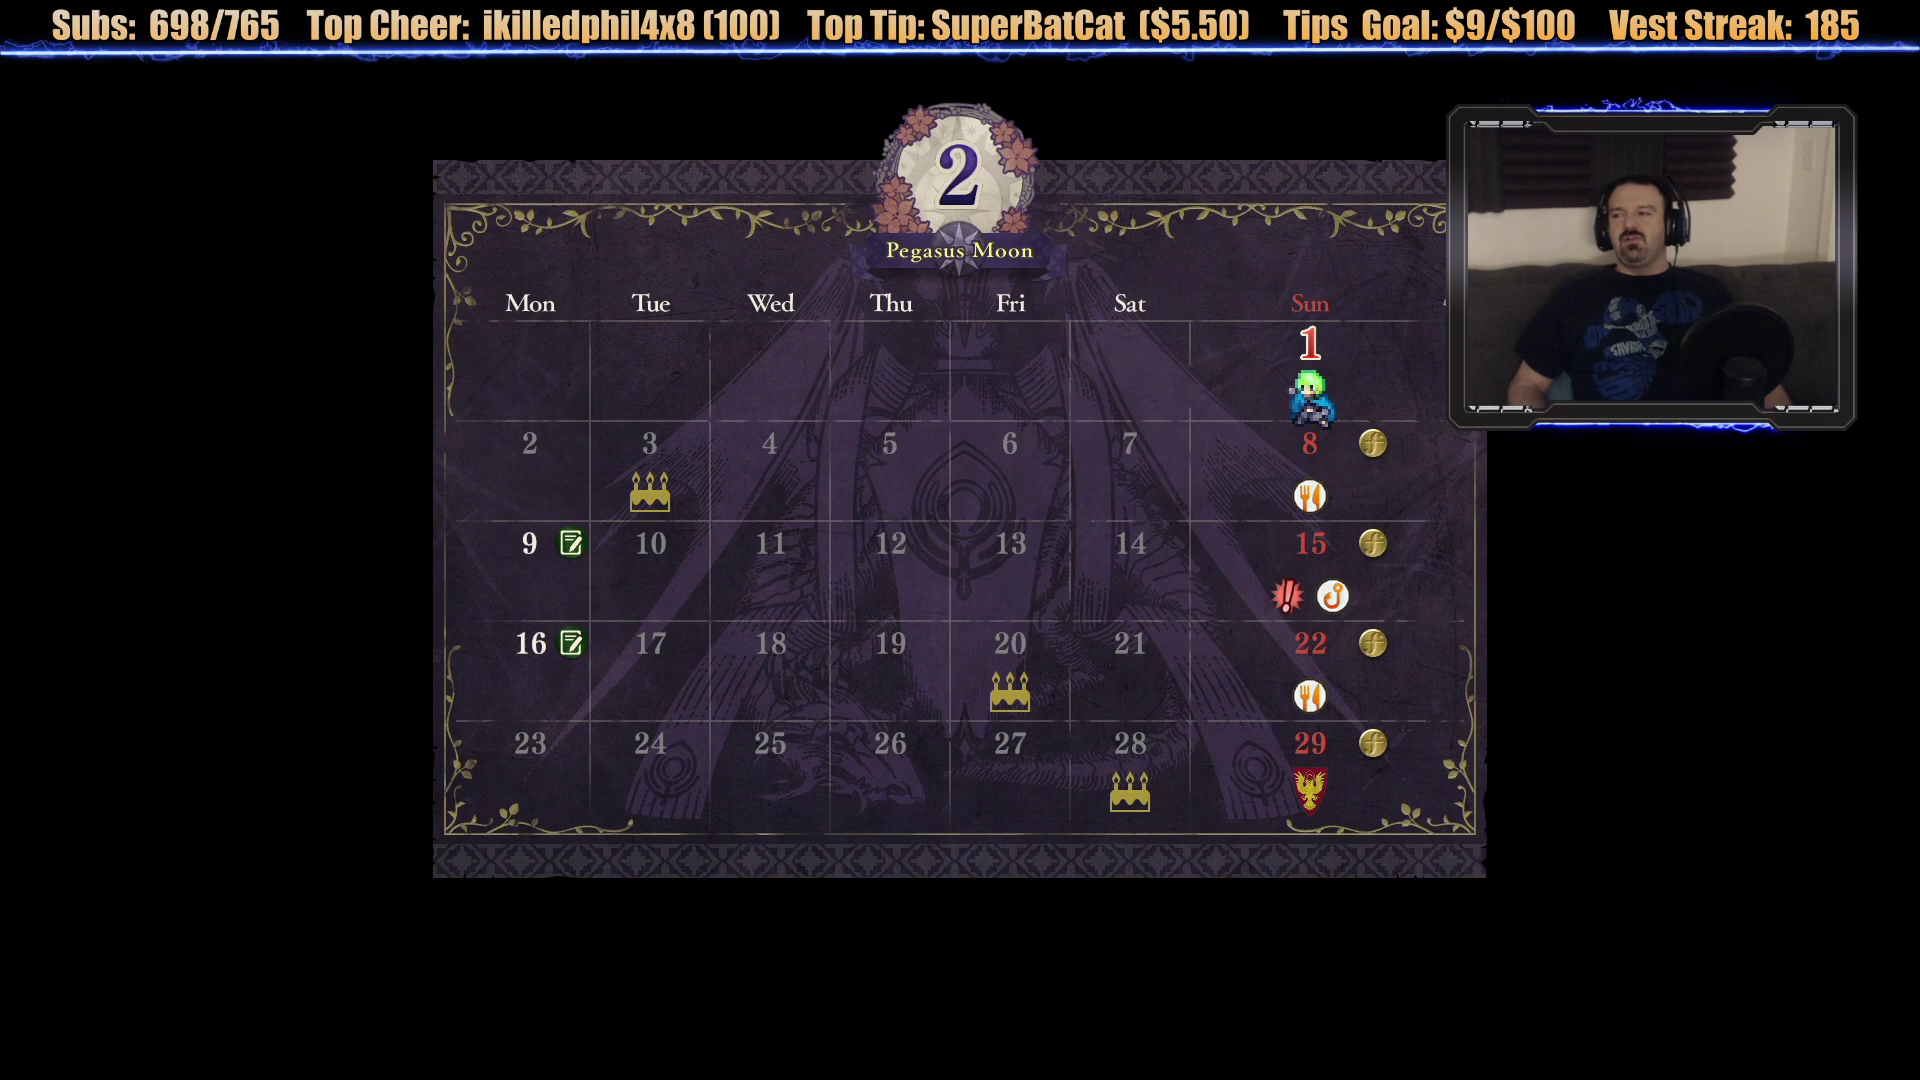 Subs: 698/765 Top Cheer: ikilledphil4x8 (100) Top Tip: SuperBatCat ($5.50) Tips Goal: $9/$100 Vest Streak: 185
2
Pegasus Moon
Mon Tue Wed Thu Fri Sat Sun
1
2 3 4 5 6 7 8
9 10 11 12 13 14 15
16 17 18 19 20 21 22
23 24 25 26 27 28 29